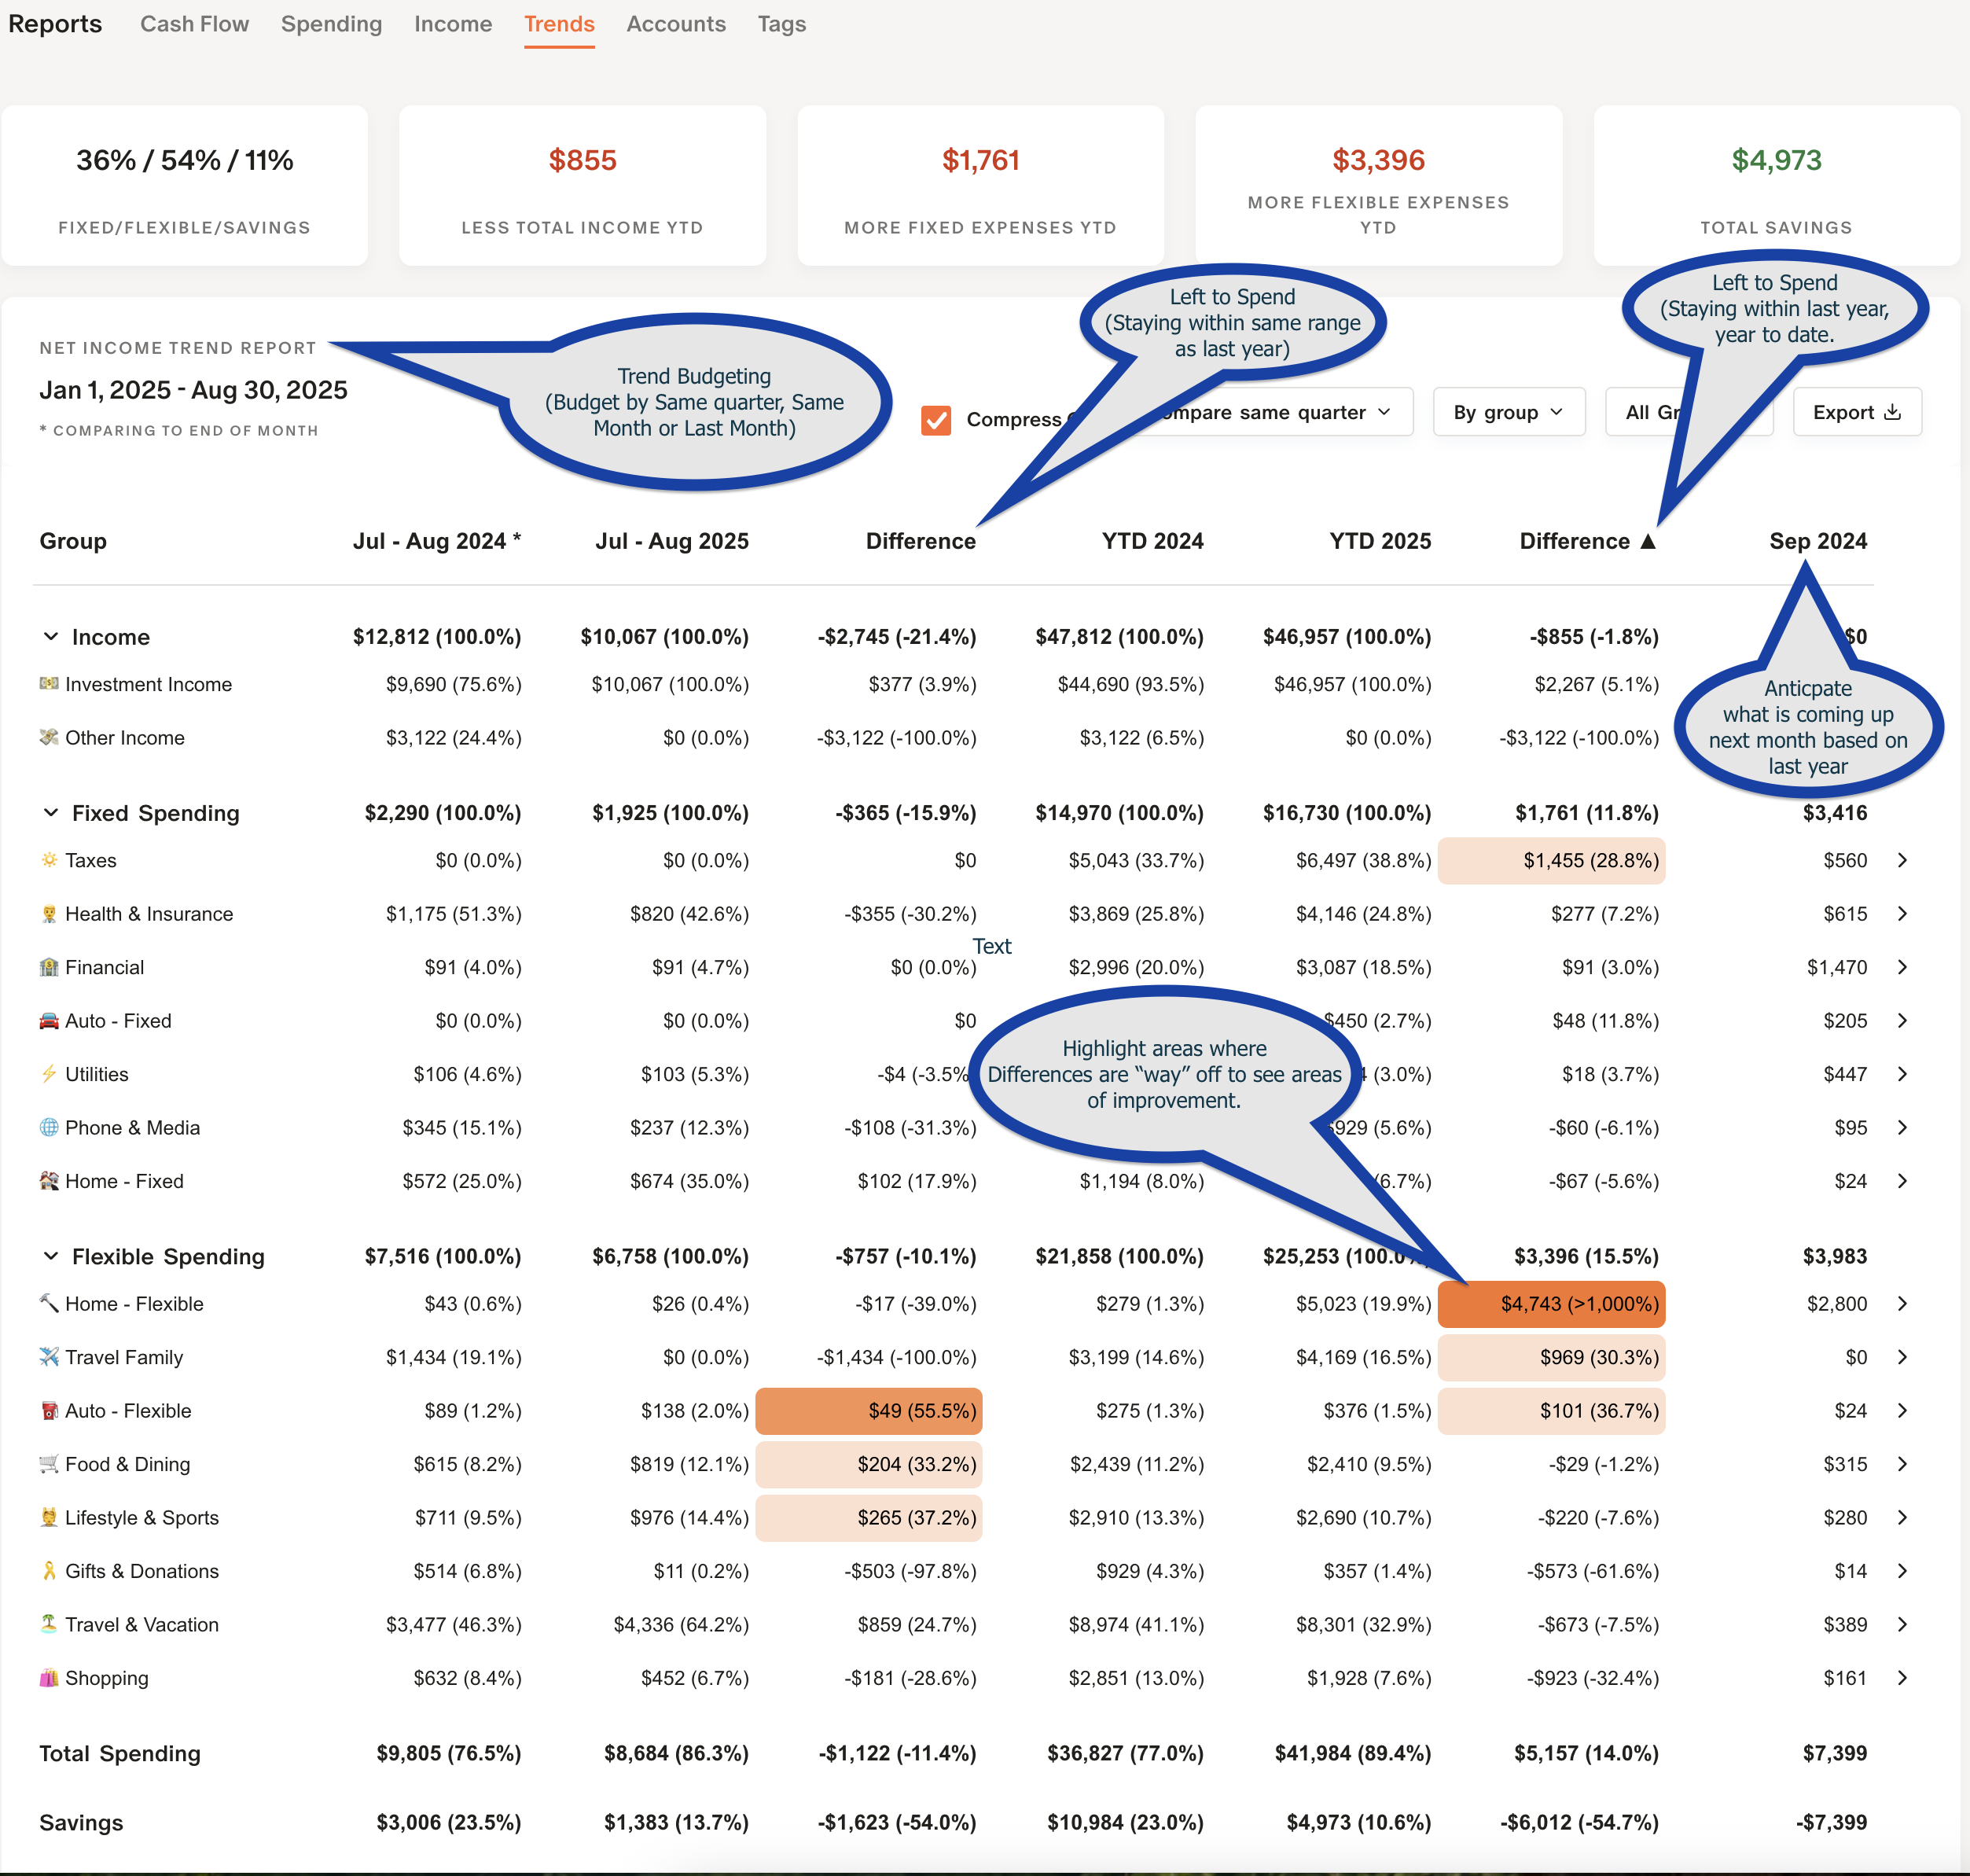 Reports Cash Flow Spending Income Trends Accounts Tags
36% / 54% / 11%
FIXED/FLEXIBLE/SAVINGS
$855
LESS TOTAL INCOME YTD
$1,761
MORE FIXED EXPENSES YTD
$3,396
MORE FLEXIBLE EXPENSES
YTD
$4,973
TOTAL SAVINGS
NET INCOME TREND REPORT
Jan 1, 2025 - Aug 30, 2025
* COMPARING TO END OF MONTH
Trend Budgeting
(Budget by Same quarter, Same
Month or Last Month)
Left to Spend
(Staying within same range
as last year)
Left to Spend
(Staying within last year,
year to date.
Compress
ompare same quarter
By group
All Gr
Export
Group Jul - Aug 2024 * Jul - Aug 2025 Difference YTD 2024 YTD 2025 Difference ▲ Sep 2024
Income $12,812 (100.0%) $10,067 (100.0%) -$2,745 (-21.4%) $47,812 (100.0%) $46,957 (100.0%) -$855 (-1.8%) $0
Investment Income $9,690 (75.6%) $10,067 (100.0%) $377 (3.9%) $44,690 (93.5%) $46,957 (100.0%) $2,267 (5.1%)
Other Income $3,122 (24.4%) $0 (0.0%) -$3,122 (-100.0%) $3,122 (6.5%) $0 (0.0%) -$3,122 (-100.0%)
Anticpate
what is coming up
next month based on
last year
Fixed Spending $2,290 (100.0%) $1,925 (100.0%) -$365 (-15.9%) $14,970 (100.0%) $16,730 (100.0%) $1,761 (11.8%) $3,416
Taxes $0 (0.0%) $0 (0.0%) $0 $5,043 (33.7%) $6,497 (38.8%) $1,455 (28.8%) $560
Health & Insurance $1,175 (51.3%) $820 (42.6%) -$355 (-30.2%) $3,869 (25.8%) $4,146 (24.8%) $277 (7.2%) $615
Text
Financial $91 (4.0%) $91 (4.7%) $0 (0.0%) $2,996 (20.0%) $3,087 (18.5%) $91 (3.0%) $1,470
Auto - Fixed $0 (0.0%) $0 (0.0%) $0 $450 (2.7%) $48 (11.8%) $205
Utilities $106 (4.6%) $103 (5.3%) -$4 (-3.5% (3.0%) $18 (3.7%) $447
Phone & Media $345 (15.1%) $237 (12.3%) -$108 (-31.3%) $929 (5.6%) -$60 (-6.1%) $95
Home - Fixed $572 (25.0%) $674 (35.0%) $102 (17.9%) $1,194 (8.0%) (6.7%) -$67 (-5.6%) $24
Highlight areas where
Differences are “way” off to see areas
of improvement.
Flexible Spending $7,516 (100.0%) $6,758 (100.0%) -$757 (-10.1%) $21,858 (100.0%) $25,253 (100.0 $3,396 (15.5%) $3,983
Home - Flexible $43 (0.6%) $26 (0.4%) -$17 (-39.0%) $279 (1.3%) $5,023 (19.9%) $4,743 (>1,000%) $2,800
Travel Family $1,434 (19.1%) $0 (0.0%) -$1,434 (-100.0%) $3,199 (14.6%) $4,169 (16.5%) $969 (30.3%) $0
Auto - Flexible $89 (1.2%) $138 (2.0%) $49 (55.5%) $275 (1.3%) $376 (1.5%) $101 (36.7%) $24
Food & Dining $615 (8.2%) $819 (12.1%) $204 (33.2%) $2,439 (11.2%) $2,410 (9.5%) -$29 (-1.2%) $315
Lifestyle & Sports $711 (9.5%) $976 (14.4%) $265 (37.2%) $2,910 (13.3%) $2,690 (10.7%) -$220 (-7.6%) $280
Gifts & Donations $514 (6.8%) $11 (0.2%) -$503 (-97.8%) $929 (4.3%) $357 (1.4%) -$573 (-61.6%) $14
Travel & Vacation $3,477 (46.3%) $4,336 (64.2%) $859 (24.7%) $8,974 (41.1%) $8,301 (32.9%) -$673 (-7.5%) $389
Shopping $632 (8.4%) $452 (6.7%) -$181 (-28.6%) $2,851 (13.0%) $1,928 (7.6%) -$923 (-32.4%) $161
Total Spending $9,805 (76.5%) $8,684 (86.3%) -$1,122 (-11.4%) $36,827 (77.0%) $41,984 (89.4%) $5,157 (14.0%) $7,399
Savings $3,006 (23.5%) $1,383 (13.7%) -$1,623 (-54.0%) $10,984 (23.0%) $4,973 (10.6%) -$6,012 (-54.7%) -$7,399